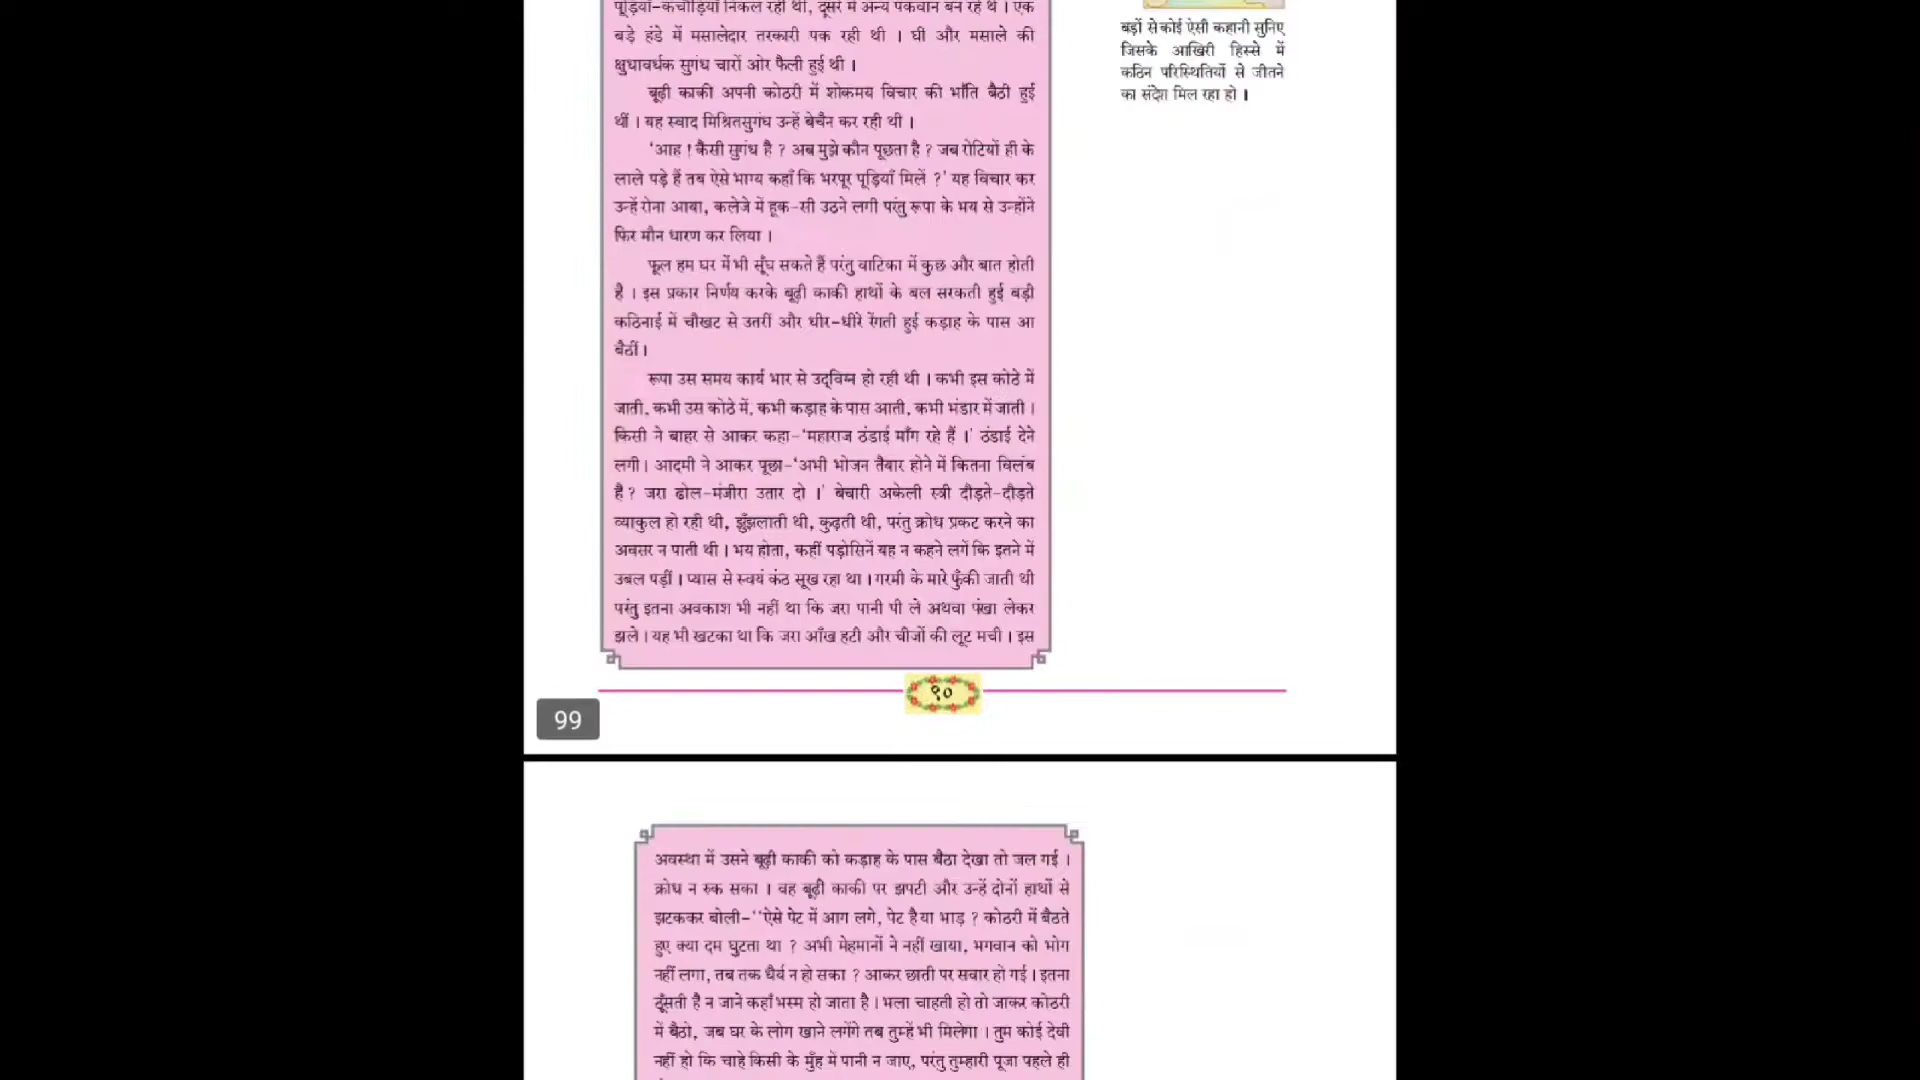 पूड़ियाँ-कचौड़ियाँ निकल रही थीं, दूसरे में अन्य पकवान बन रहे थे । एक
बड़े हंडे में मसालेदार तरकारी पक रही थी । घी और मसाले की
क्षुधावर्धक सुगंध चारों ओर फैली हुई थी ।
बूढ़ी काकी अपनी कोठरी में शोकमय विचार की भाँति बैठी हुई
थीं । यह स्वाद मिश्रितसुगंध उन्हें बेचैन कर रही थी ।
‘आह ! कैसी सुगंध है ? अब मुझे कौन पूछता है ? जब रोटियों ही के
लाले पड़े हैं तब ऐसे भाग्य कहाँ कि भरपूर पूड़ियाँ मिलें ?’ यह विचार कर
उन्हें रोना आया, कलेजे में हूक-सी उठने लगी परंतु रूपा के भय से उन्होंने
फिर मौन धारण कर लिया ।
फूल हम घर में भी सूँघ सकते हैं परंतु वाटिका में कुछ और बात होती
है । इस प्रकार निर्णय करके बूढ़ी काकी हाथों के बल सरकती हुई बड़ी
कठिनाई में चौखट से उतरीं और धीर-धीरे रेंगती हुई कड़ाह के पास आ
बैठीं ।
रूपा उस समय कार्य भार से उद्‌विग्न हो रही थी । कभी इस कोठे में
जाती, कभी उस कोठे में, कभी कड़ाह के पास आती, कभी भंडार में जाती ।
किसी ने बाहर से आकर कहा-‘महाराज ठंडाई माँग रहे हैं ।’ ठंडाई देने
लगी । आदमी ने आकर पूछा-‘अभी भोजन तैयार होने में कितना विलंब
है ? जरा ढोल-मंजीरा उतार दो ।’ बेचारी अकेली स्त्री दौड़ते-दौड़ते
व्याकुल हो रही थी, झुँझलाती थी, कुढ़ती थी, परंतु क्रोध प्रकट करने का
अवसर न पाती थी । भय होता, कहीं पड़ोसिनें यह न कहने लगें कि इतने में
उबल पड़ीं । प्यास से स्वयं कंठ सूख रहा था । गरमी के मारे फुँकी जाती थी
परंतु इतना अवकाश भी नहीं था कि जरा पानी पी ले अथवा पंखा लेकर
झले । यह भी खटका था कि जरा आँख हटी और चीजों की लूट मची । इस
बड़ों से कोई ऐसी कहानी सुनिए
जिसके आखिरी हिस्से में
कठिन परिस्थितियों से जीतने
का संदेश मिल रहा हो ।
९०
99
अवस्था में उसने बूढ़ी काकी को कड़ाह के पास बैठा देखा तो जल गई ।
क्रोध न रुक सका । वह बूढ़ी काकी पर झपटी और उन्हें दोनों हाथों से
झटककर बोली-‘‘ऐसे पेट में आग लगे, पेट है या भाड़ ? कोठरी में बैठते
हुए क्या दम घुटता था ? अभी मेहमानों ने नहीं खाया, भगवान को भोग
नहीं लगा, तब तक धैर्य न हो सका ? आकर छाती पर सवार हो गई । इतना
ठूँसती है न जाने कहाँ भस्म हो जाता है । भला चाहती हो तो जाकर कोठरी
में बैठो, जब घर के लोग खाने लगेंगे तब तुम्हें भी मिलेगा । तुम कोई देवी
नहीं हो कि चाहे किसी के मुँह में पानी न जाए, परंतु तुम्हारी पूजा पहले ही